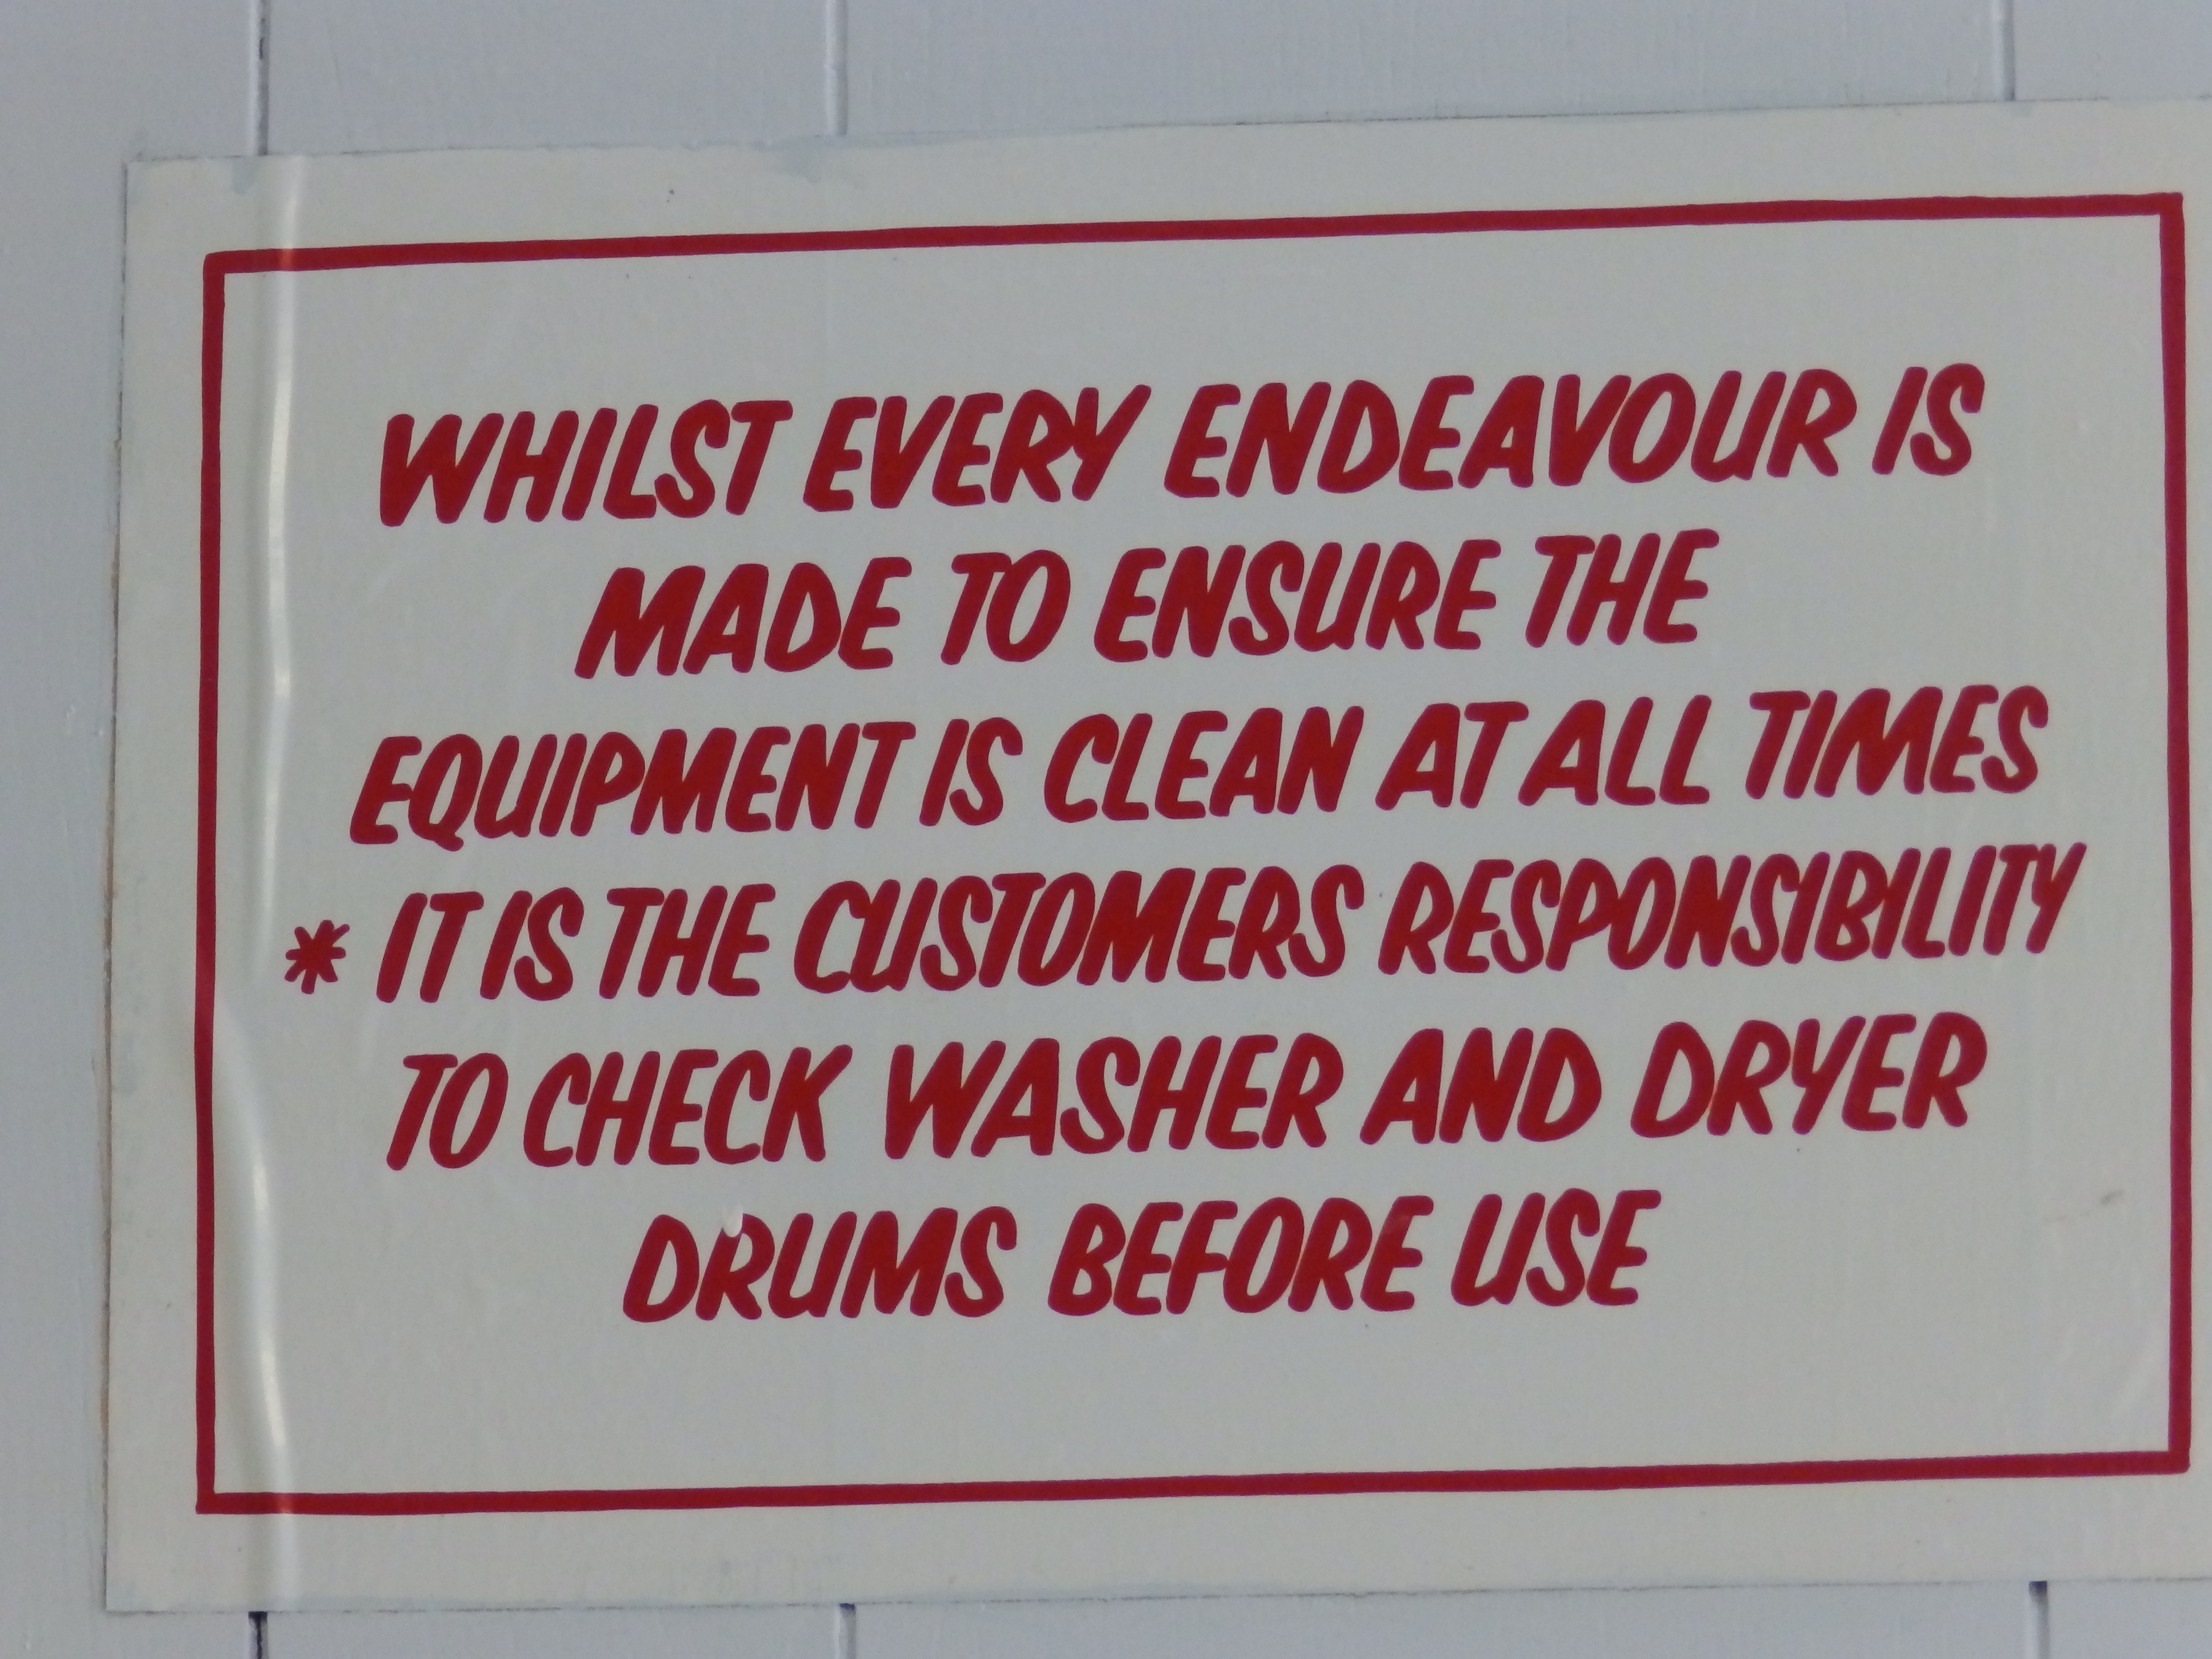 WHILST EVERY ENDEAVOUR IS
MADE TO ENSURE THE
EQUIPMENT IS CLEAN AT ALL TIMES
* IT IS THE CUSTOMERS RESPONSIBILITY
TO CHECK WASHER AND DRYER
DRUMS BEFORE USE